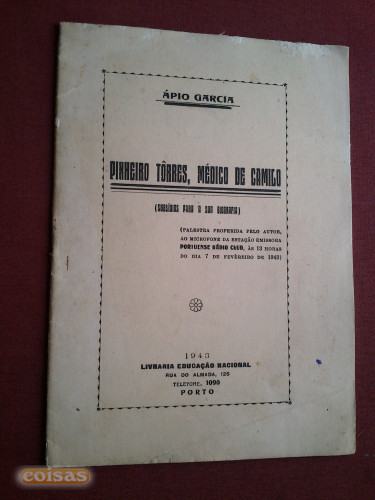 ÁPIO GARCIA
PINHEIRO TÔRRES, MÉDICO DE CAMILO
(SUBSÍDIOS PARA A SUA BIOGRAFIA)
(PALESTRA PROFERIDA PELO AUTOR,
AO MICROFONE DA ESTAÇÃO EMISSORA
PORTUENSE RÁDIO CLUB, ÀS 13 HORAS
DO DIA 7 DE FEVEREIRO DE 1943)
1943
LIVRARIA EDUCAÇÃO NACIONAL
RUA DO ALMADA, 125
TELEFONE, 1090
PORTO
coisas